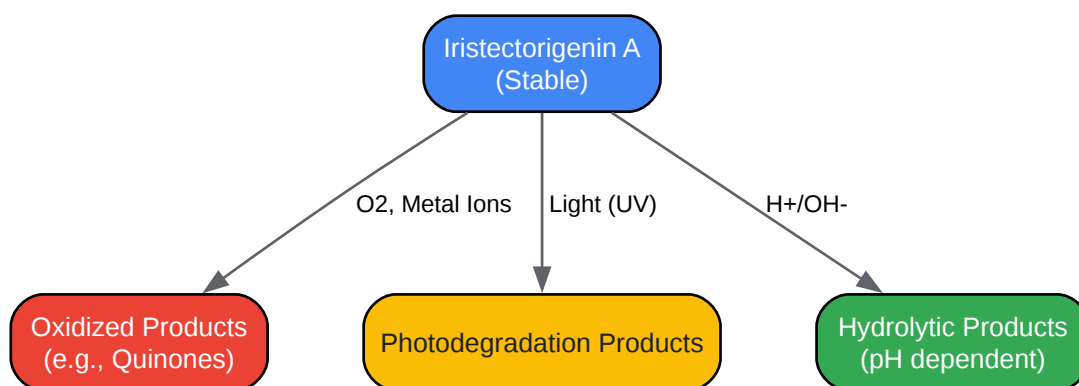 Iristectorigenin A
(Stable)
O2, Metal Ions
Light (UV)
H+/OH-
Oxidized Products
(e.g., Quinones)
Photodegradation Products
Hydrolytic Products
(pH dependent)